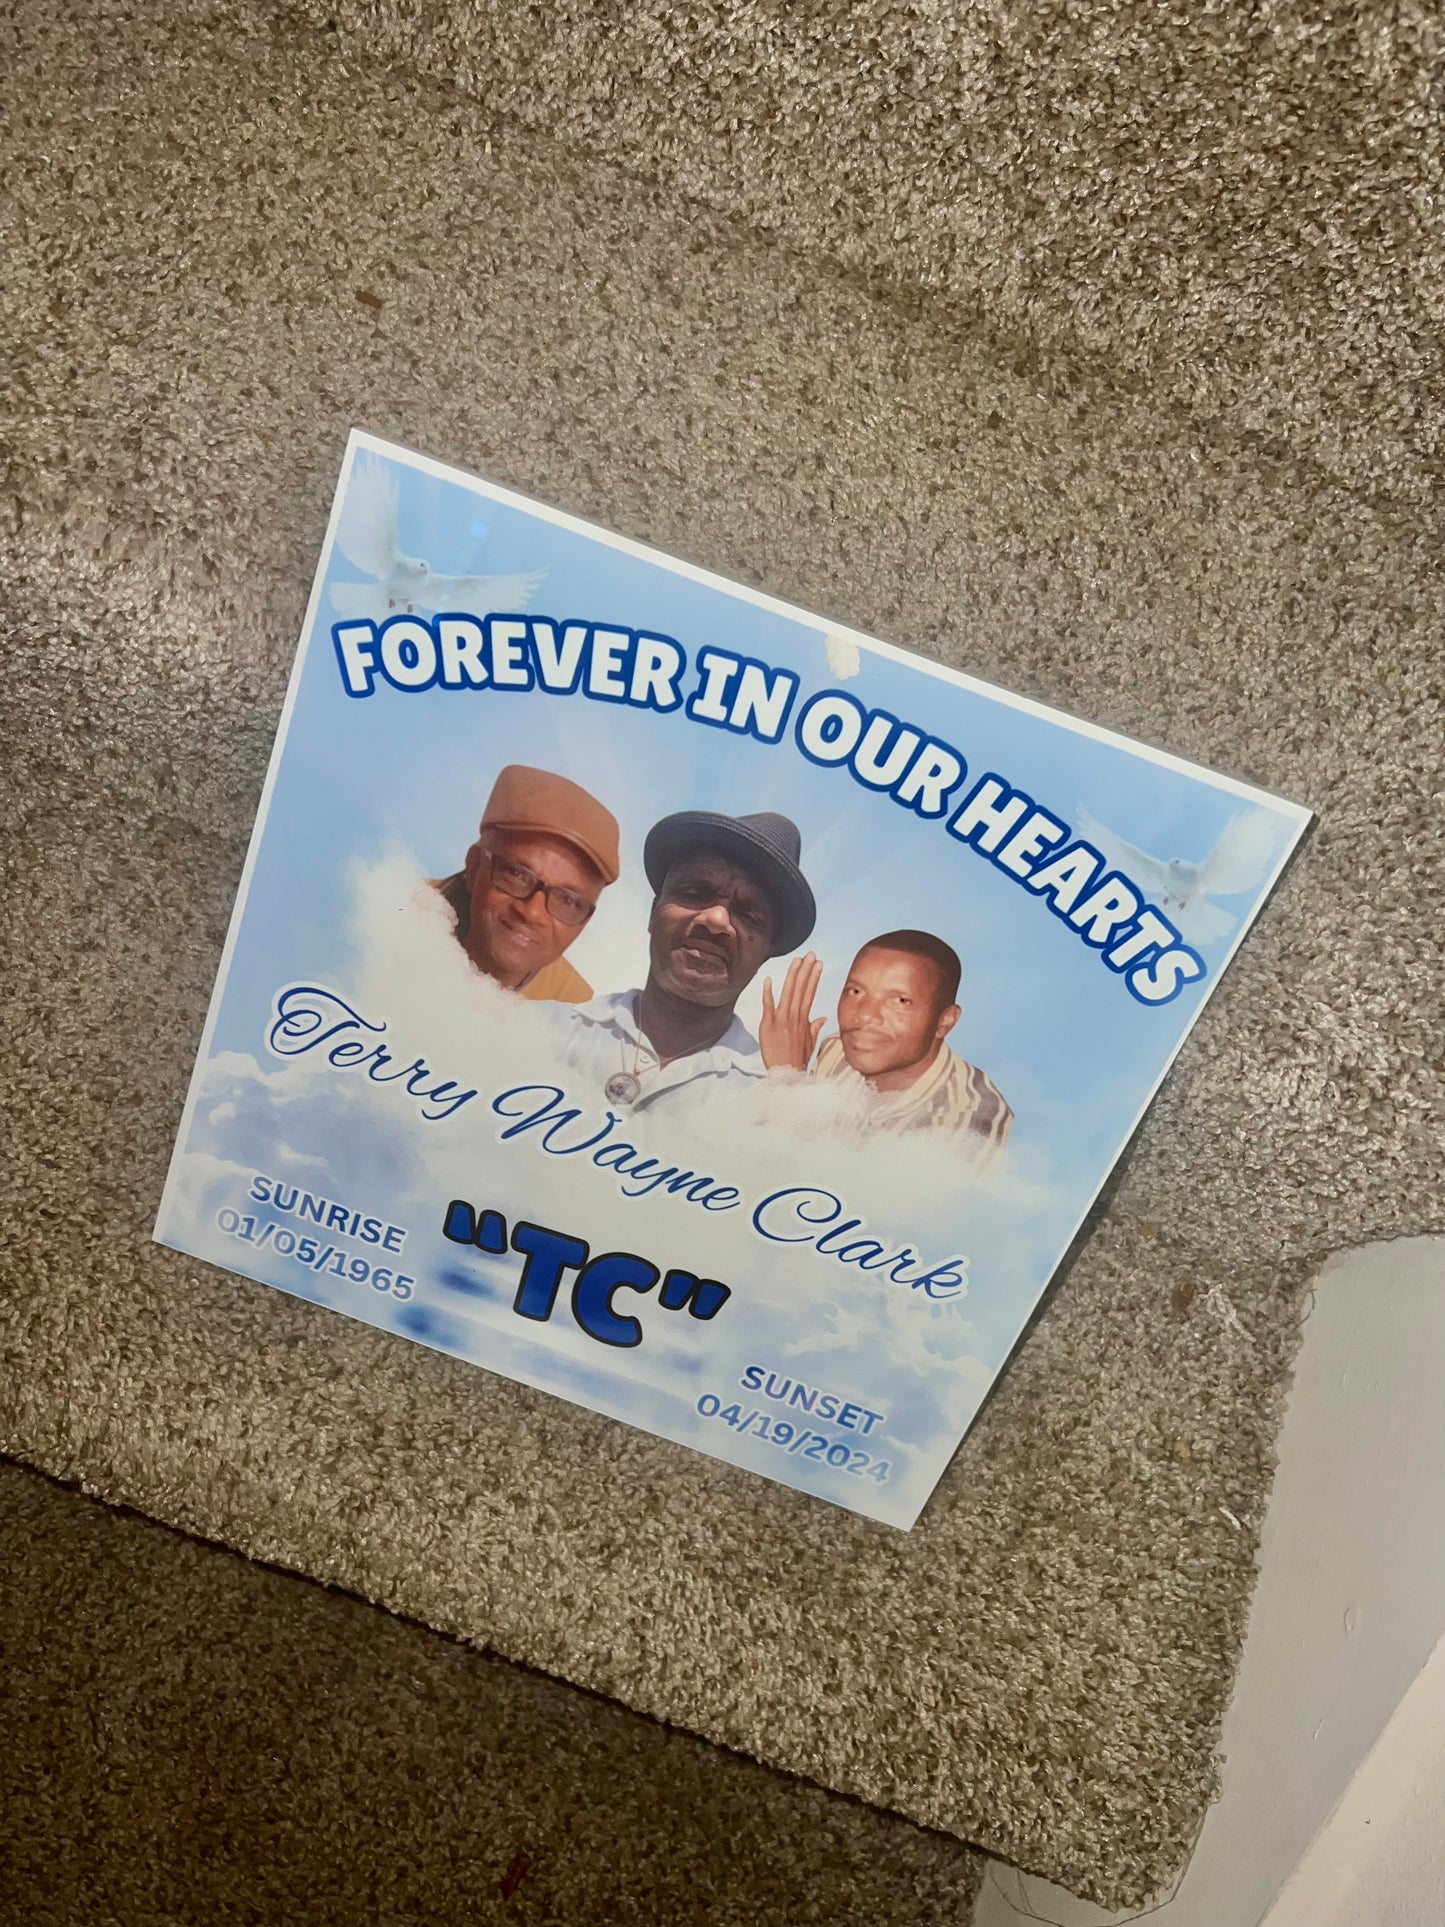 FOREVER IN OUR HEARTS
Terry Wayne Clark
"TC"
SUNRISE
01/05/1965
SUNSET
04/19/2024